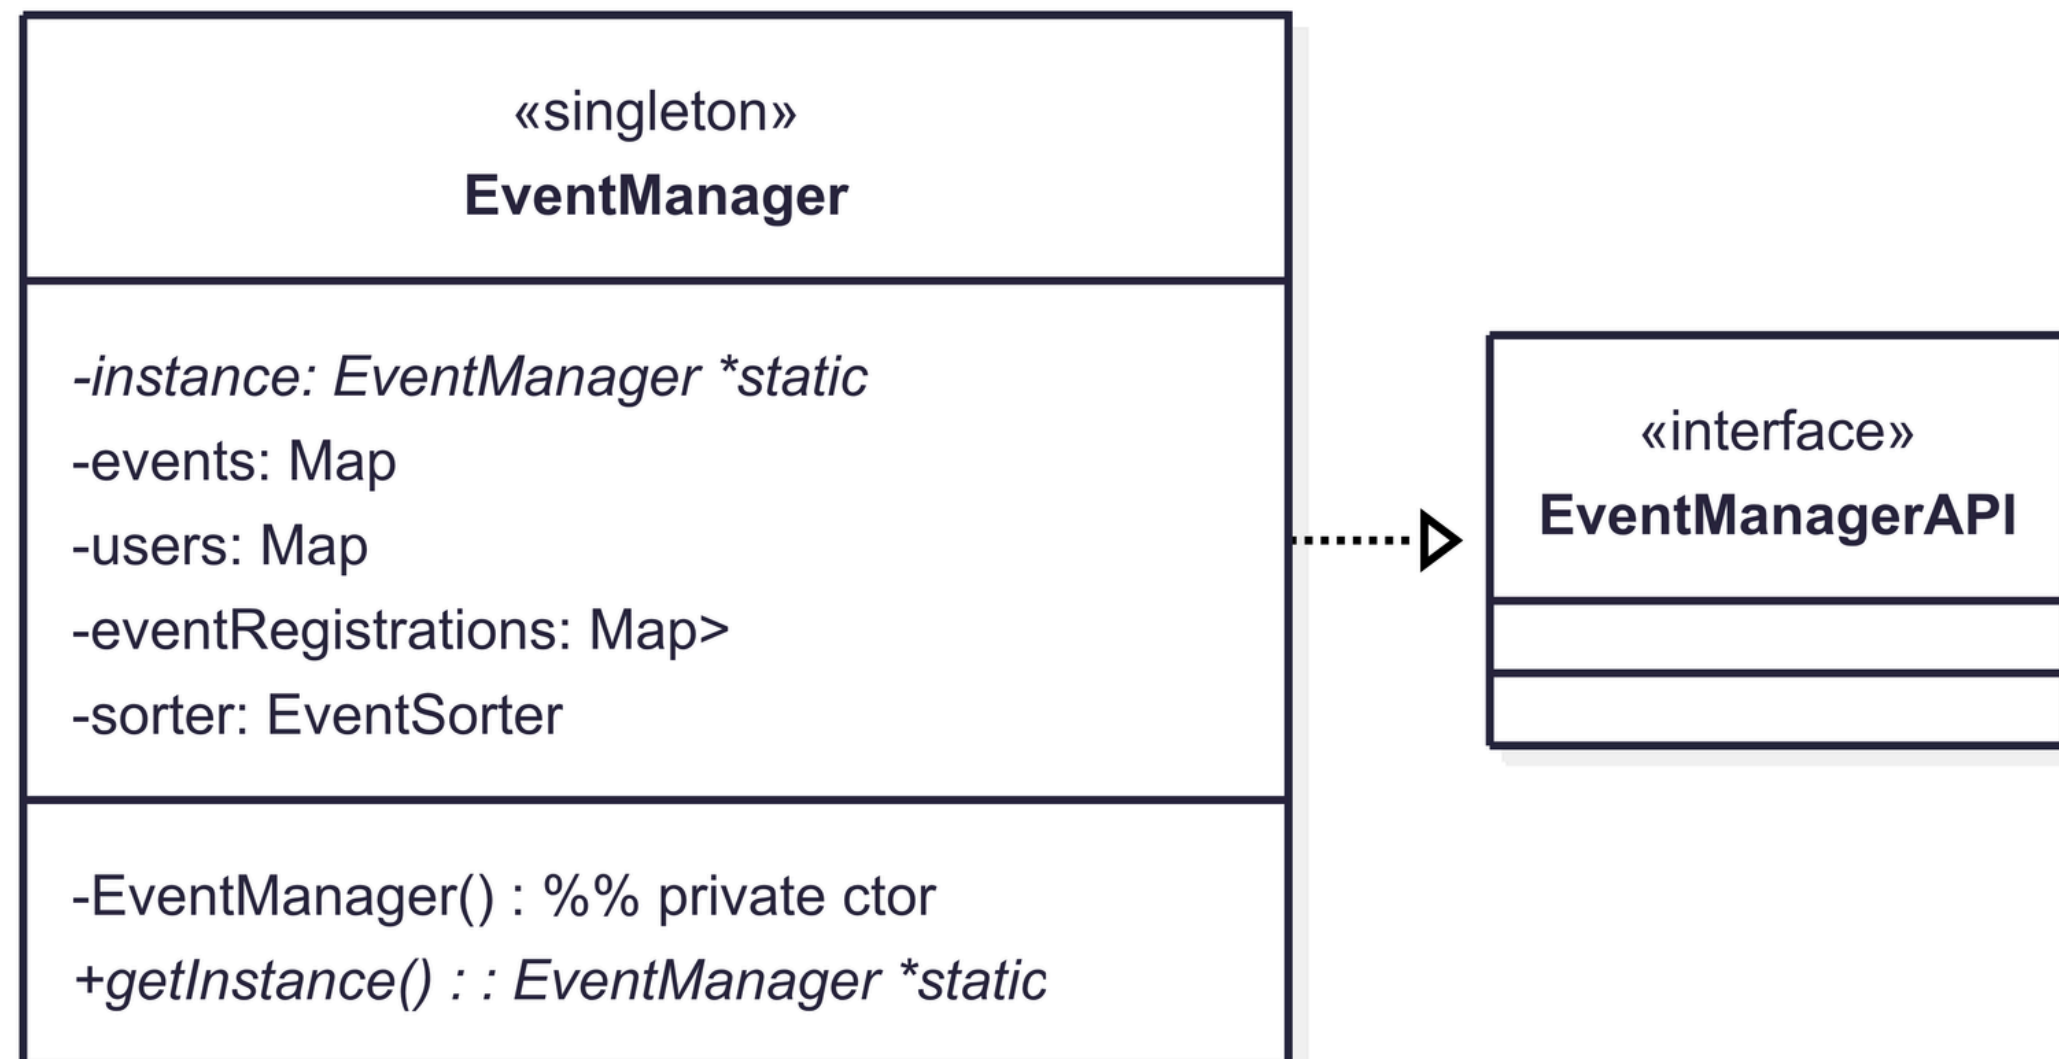 «singleton»
EventManager
-instance: EventManager *static
-events: Map
-users: Map
-eventRegistrations: Map>
-sorter: EventSorter
-EventManager() : %% private ctor
+getInstance() : : EventManager *static
«interface»
EventManagerAPI